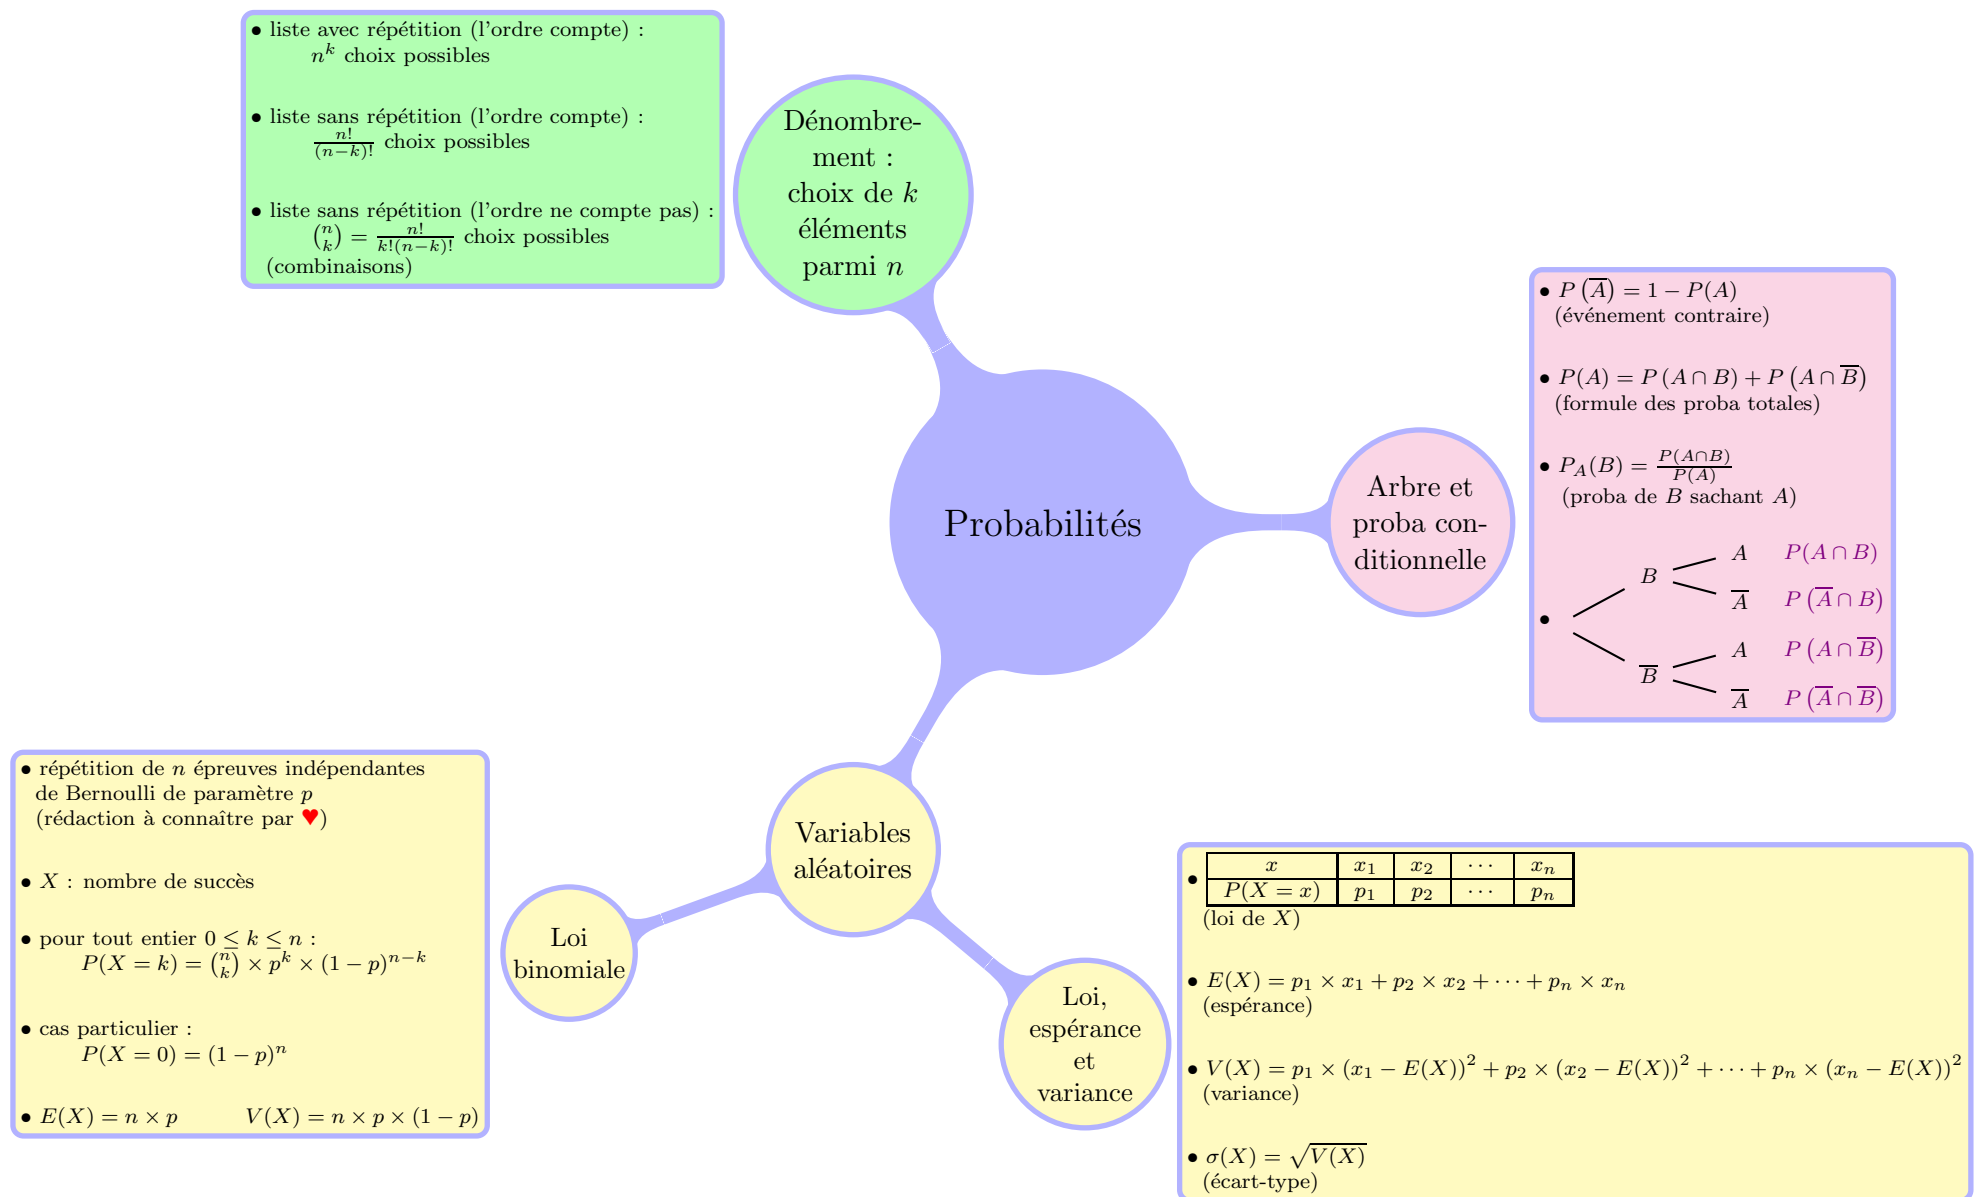 • liste avec répétition (l'ordre compte) :
n^k choix possibles
• liste sans répétition (l'ordre compte) :
n!/(n−k)! choix possibles
• liste sans répétition (l'ordre ne compte pas) :
(n k) = n!/(k!(n−k)!) choix possibles
(combinaisons)
Dénombre-
ment :
choix de k
éléments
parmi n
Probabilités
Arbre et
proba con-
ditionnelle
• P(A̅) = 1 − P(A)
(événement contraire)
• P(A) = P(A ∩ B) + P(A ∩ B̅)
(formule des proba totales)
• P_A(B) = P(A∩B)/P(A)
(proba de B sachant A)
A P(A ∩ B)
B
A̅ P(A̅ ∩ B)
•
A P(A ∩ B̅)
B̅
A̅ P(A̅ ∩ B̅)
Variables
aléatoires
Loi
binomiale
• répétition de n épreuves indépendantes
de Bernoulli de paramètre p
(rédaction à connaître par ♥)
• X : nombre de succès
• pour tout entier 0 ≤ k ≤ n :
P(X = k) = (n k) × p^k × (1 − p)^{n−k}
• cas particulier :
P(X = 0) = (1 − p)^n
• E(X) = n × p V(X) = n × p × (1 − p)
Loi,
espérance
et
variance
• x x₁ x₂ ⋯ xₙ
P(X = x) p₁ p₂ ⋯ pₙ
(loi de X)
• E(X) = p₁ × x₁ + p₂ × x₂ + ⋯ + pₙ × xₙ
(espérance)
• V(X) = p₁ × (x₁ − E(X))² + p₂ × (x₂ − E(X))² + ⋯ + pₙ × (xₙ − E(X))²
(variance)
• σ(X) = √V(X)
(écart-type)